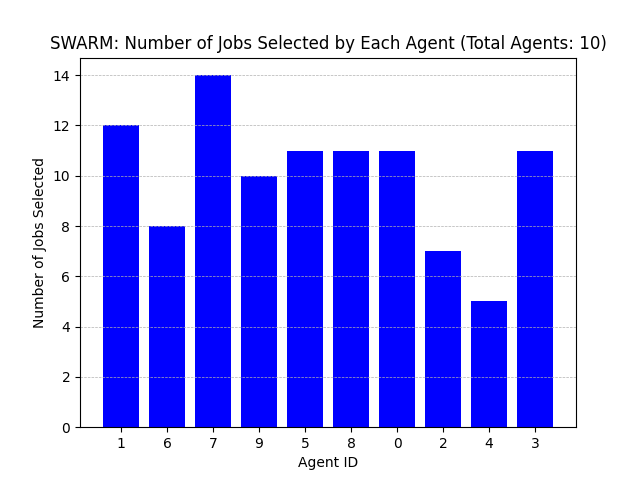 SWARM: Number of Jobs Selected by Each Agent (Total Agents: 10)
Number of Jobs Selected
14
12
10
8
6
4
2
0
1 6 7 9 5 8 0 2 4 3
Agent ID